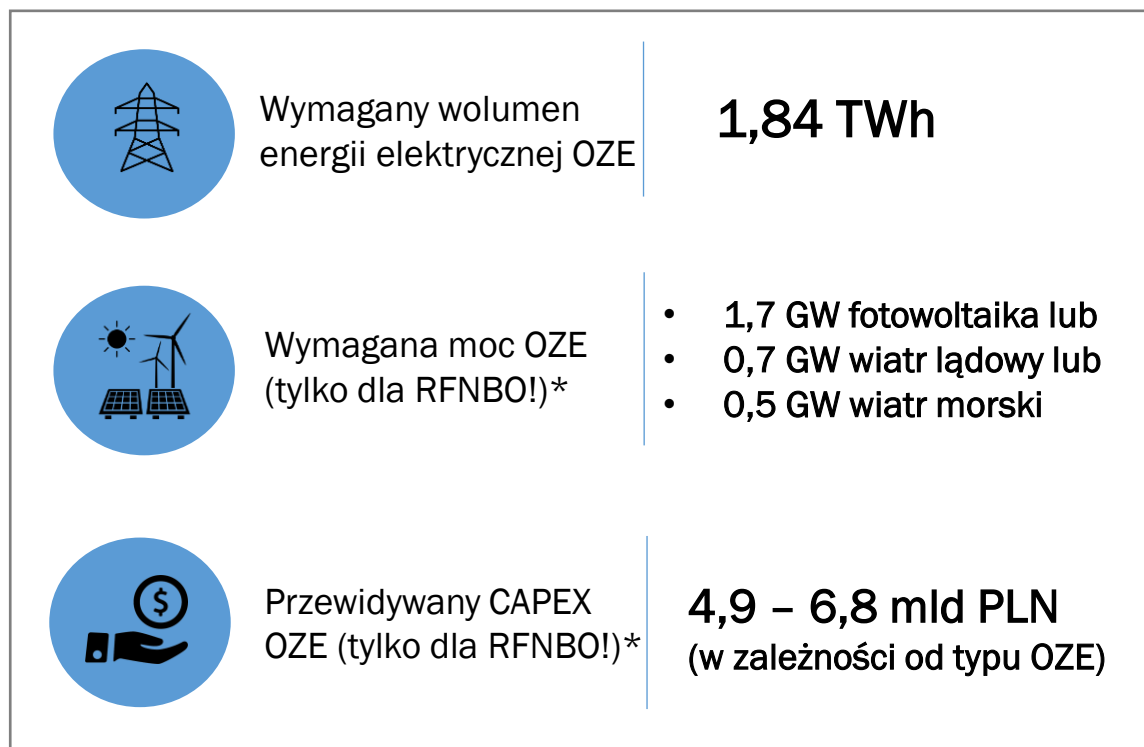 Wymagany wolumen
energii elektrycznej OZE
1,84 TWh
Wymagana moc OZE
(tylko dla RFNBO!)*
• 1,7 GW fotowoltaika lub
• 0,7 GW wiatr lądowy lub
• 0,5 GW wiatr morski
$
Przewidywany CAPEX
OZE (tylko dla RFNBO!)*
4,9 – 6,8 mld PLN
(w zależności od typu OZE)